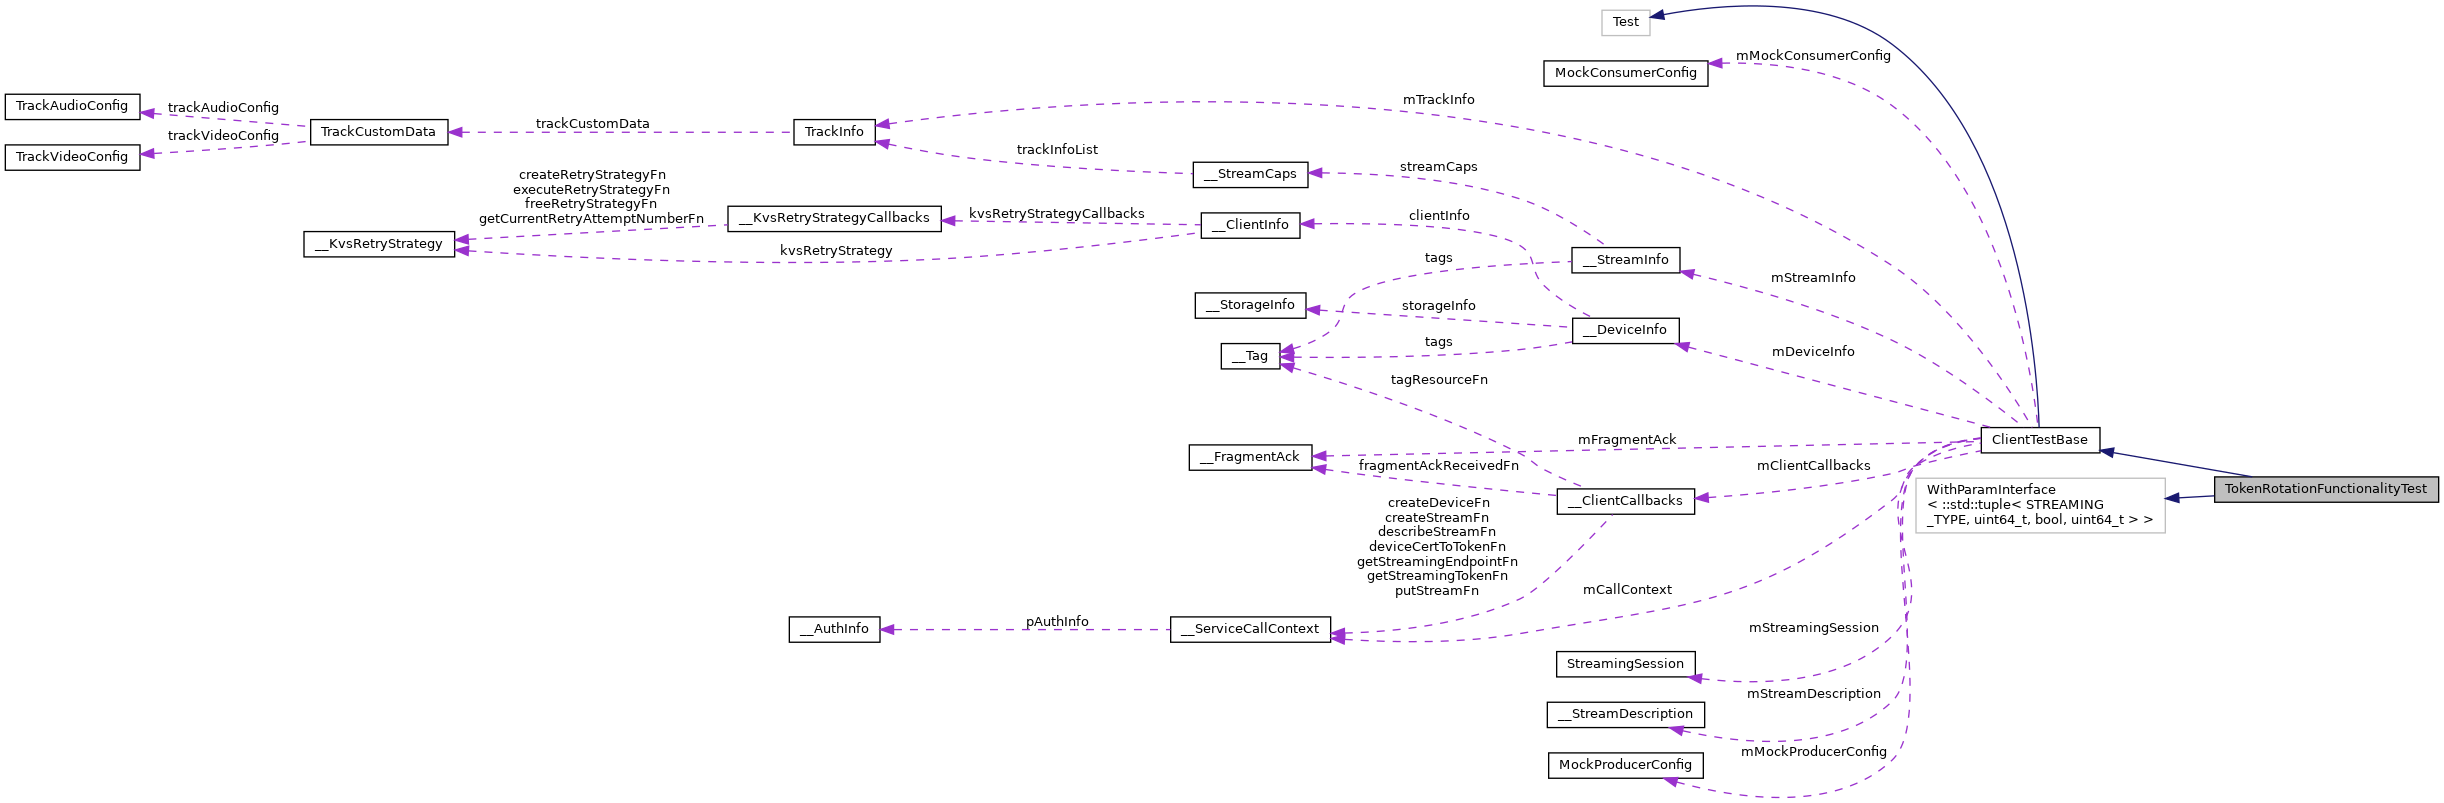 Test
mMockConsumerConfig
MockConsumerConfig
TrackAudioConfig
trackAudioConfig
mTrackInfo
trackCustomData
TrackCustomData
TrackInfo
trackVideoConfig
TrackVideoConfig
trackInfoList
streamCaps
__StreamCaps
createRetryStrategyFn
executeRetryStrategyFn
freeRetryStrategyFn
getCurrentRetryAttemptNumberFn
__KvsRetryStrategyCallbacks
kvsRetryStrategyCallbacks
__ClientInfo
clientInfo
__KvsRetryStrategy
kvsRetryStrategy
tags
__StreamInfo
mStreamInfo
__StorageInfo
storageInfo
__DeviceInfo
tags
__Tag
mDeviceInfo
tagResourceFn
mFragmentAck
ClientTestBase
__FragmentAck
fragmentAckReceivedFn
mClientCallbacks
__ClientCallbacks
TokenRotationFunctionalityTest
WithParamInterface
< ::std::tuple< STREAMING
_TYPE, uint64_t, bool, uint64_t > >
createDeviceFn
createStreamFn
describeStreamFn
deviceCertToTokenFn
getStreamingEndpointFn
getStreamingTokenFn
putStreamFn
mCallContext
__AuthInfo
pAuthInfo
__ServiceCallContext
mStreamingSession
StreamingSession
mStreamDescription
__StreamDescription
mMockProducerConfig
MockProducerConfig